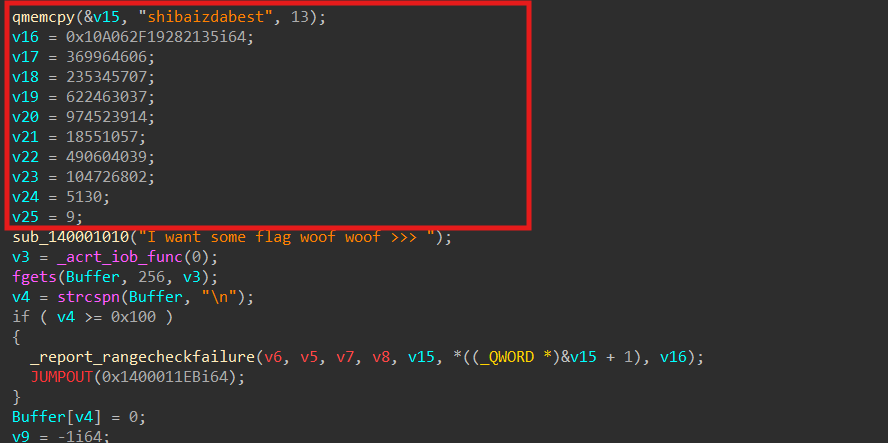 qmemcpy(&v15, "shibaizdabest", 13);
v16 = 0x10A062F19282135i64;
v17 = 369964606;
v18 = 235345707;
v19 = 622463037;
v20 = 974523914;
v21 = 18551057;
v22 = 490604039;
v23 = 104726802;
v24 = 5130;
v25 = 9;
sub_140001010("I want some flag woof woof >>> ");
v3 = _acrt_iob_func(0);
fgets(Buffer, 256, v3);
v4 = strcspn(Buffer, "\n");
if ( v4 >= 0x100 )
{
  _report_rangecheckfailure(v6, v5, v7, v8, v15, *((_QWORD *)&v15 + 1), v16);
  JUMPOUT(0x1400011EBi64);
}
Buffer[v4] = 0;
v9 = -1i64;